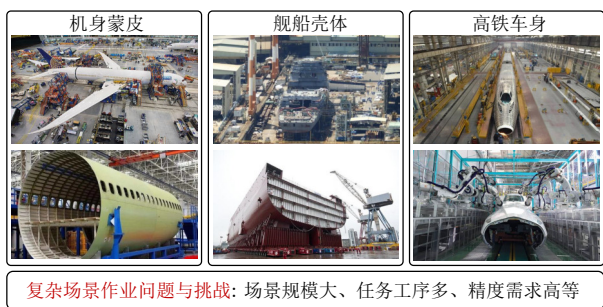 机身蒙皮
舰船壳体
高铁车身
复杂场景作业问题与挑战: 场景规模大、任务工序多、精度需求高等